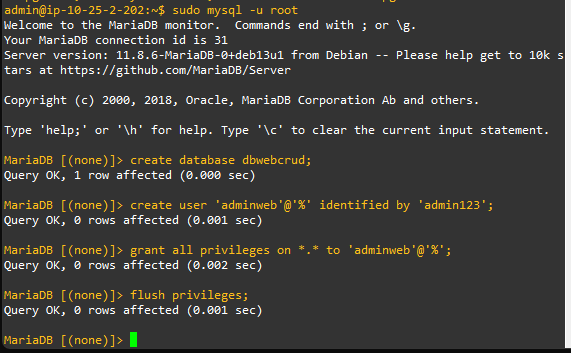 admin@ip-10-25-2-202:~$ sudo mysql -u root
Welcome to the MariaDB monitor.  Commands end with ; or \g.
Your MariaDB connection id is 31
Server version: 11.8.6-MariaDB-0+deb13u1 from Debian -- Please help get to 10k s
tars at https://github.com/MariaDB/Server

Copyright (c) 2000, 2018, Oracle, MariaDB Corporation Ab and others.

Type 'help;' or '\h' for help. Type '\c' to clear the current input statement.

MariaDB [(none)]> create database dbwebcrud;
Query OK, 1 row affected (0.000 sec)

MariaDB [(none)]> create user 'adminweb'@'%' identified by 'admin123';
Query OK, 0 rows affected (0.001 sec)

MariaDB [(none)]> grant all privileges on *.* to 'adminweb'@'%';
Query OK, 0 rows affected (0.002 sec)

MariaDB [(none)]> flush privileges;
Query OK, 0 rows affected (0.001 sec)

MariaDB [(none)]>